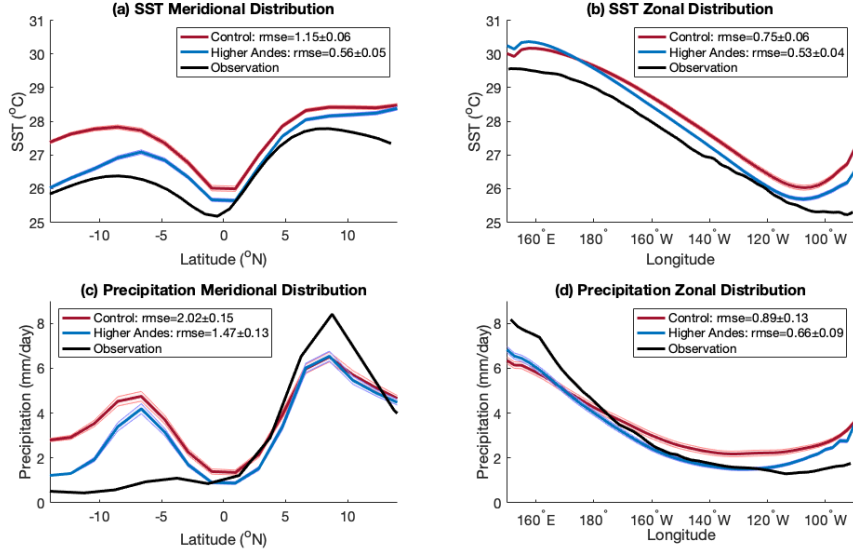 (a) SST Meridional Distribution
31
30
29
28
27
26
25
SST (°C)
Control: rmse=1.15±0.06
Higher Andes: rmse=0.56±0.05
Observation
-10
-5
0
5
10
Latitude (°N)
(b) SST Zonal Distribution
31
30
29
28
27
26
25
SST (°C)
Control: rmse=0.75±0.06
Higher Andes: rmse=0.53±0.04
Observation
160°E
180°
160°W
140°W
120°W
100°W
Longitude
(c) Precipitation Meridional Distribution
8
6
4
2
0
Precipitation (mm/day)
Control: rmse=2.02±0.15
Higher Andes: rmse=1.47±0.13
Observation
-10
-5
0
5
10
Latitude (°N)
(d) Precipitation Zonal Distribution
8
6
4
2
0
Precipitation (mm/day)
Control: rmse=0.89±0.13
Higher Andes: rmse=0.66±0.09
Observation
160°E
180°
160°W
140°W
120°W
100°W
Longitude